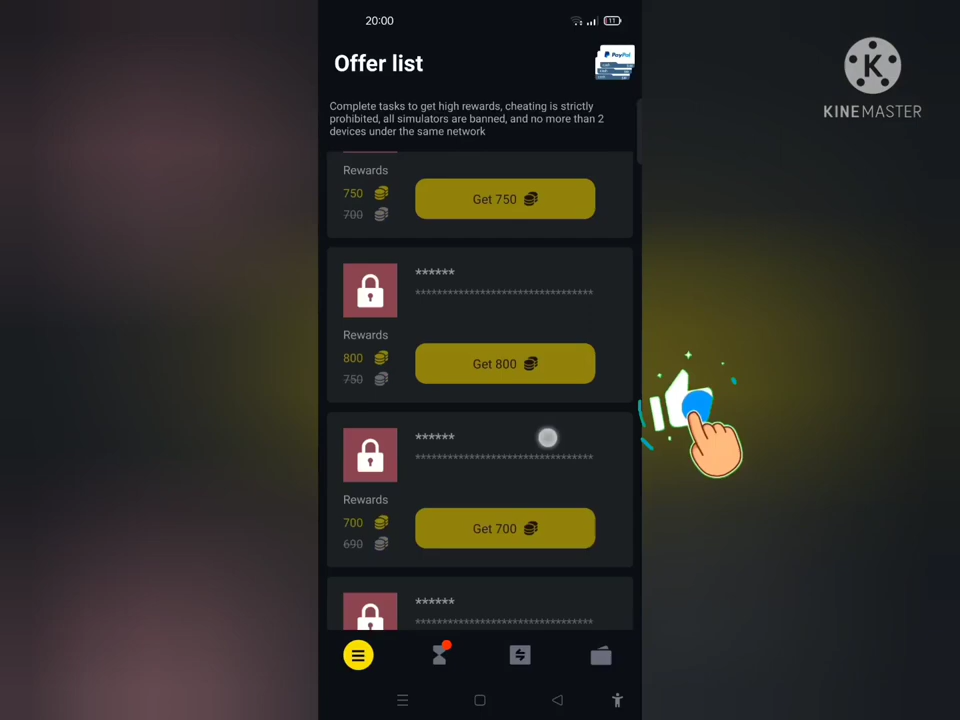 20:00
11
Offer list
PayPal
Complete tasks to get high rewards, cheating is strictly
prohibited, all simulators are banned, and no more than 2
devices under the same network
Rewards
750
700
Get 750
******
**********************************
Rewards
800
750
Get 800
******
**********************************
Rewards
700
690
Get 700
******
**********************************
K
KINEMASTER